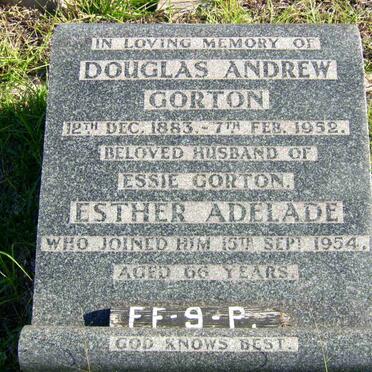 IN LOVING MEMORY OF
DOUGLAS ANDREW
GORTON
12TH DEC. 1883.-7TH FEB. 1952.
BELOVED HUSBAND OF
ESSIE GORTON.
ESTHER ADELADE
WHO JOINED HIM 15TH SEPT 1954.
AGED 66 YEARS.
FF-9-P.
GOD KNOWS BEST.